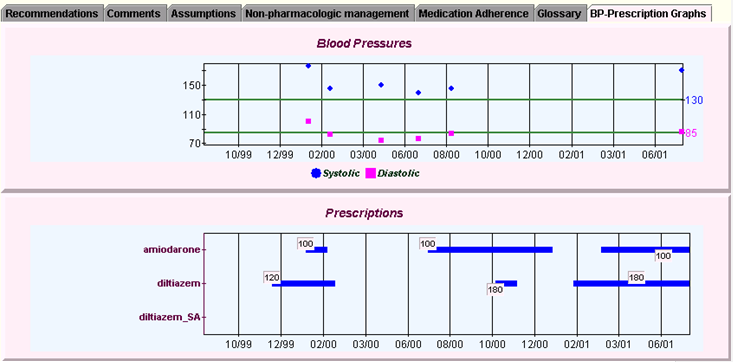 Recommendations Comments Assumptions Non-pharmacologic management Medication Adherence Glossary BP-Prescription Graphs
Blood Pressures
150
130
110
85
70
10/99 12/99 02/00 03/00 06/00 08/00 10/00 12/00 02/01 03/01 06/01
Systolic Diastolic
Prescriptions
amiodarone 100 100 100
diltiazem 120 180 180
diltiazem_SA
10/99 12/99 02/00 03/00 06/00 08/00 10/00 12/00 02/01 03/01 06/01